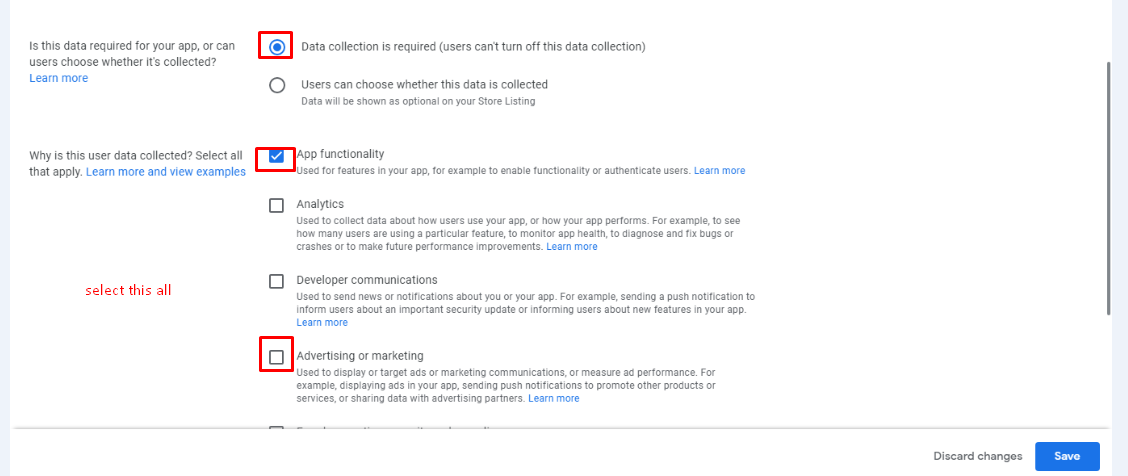 Is this data required for your app, or can
users choose whether it's collected?
Learn more
Data collection is required (users can't turn off this data collection)
Users can choose whether this data is collected
Data will be shown as optional on your Store Listing
Why is this user data collected? Select all
that apply. Learn more and view examples
App functionality
Used for features in your app, for example to enable functionality or authenticate users. Learn more
Analytics
Used to collect data about how users use your app, or how your app performs. For example, to see
how many users are using a particular feature, to monitor app health, to diagnose and fix bugs or
crashes or to make future performance improvements. Learn more
select this all
Developer communications
Used to send news or notifications about you or your app. For example, sending a push notification to
inform users about an important security update or informing users about new features in your app.
Learn more
Advertising or marketing
Used to display or target ads or marketing communications, or measure ad performance. For
example, displaying ads in your app, sending push notifications to promote other products or
services, or sharing data with advertising partners. Learn more
Discard changes
Save